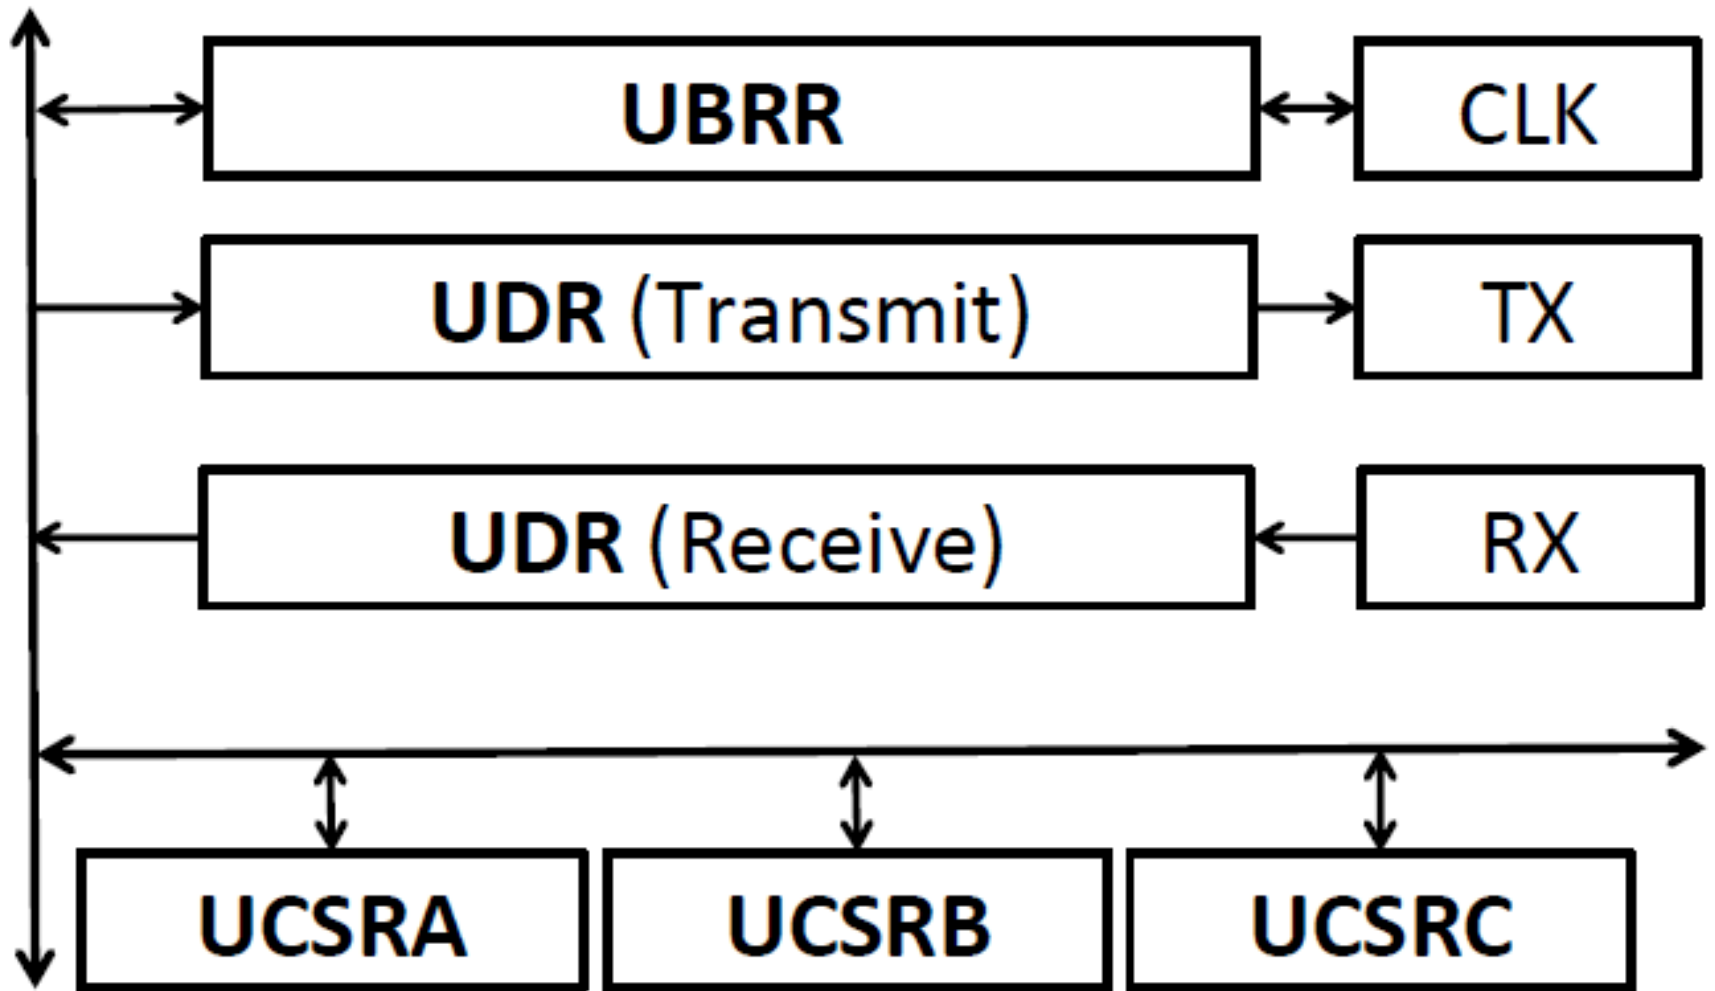 UBRR
CLK
UDR (Transmit)
TX
UDR (Receive)
RX
UCSRA
UCSRB
UCSRC